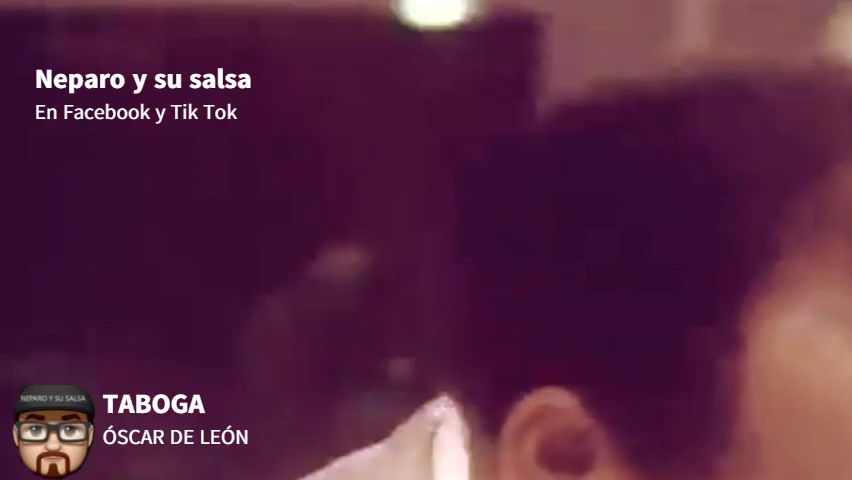 Neparo y su salsa
En Facebook y Tik Tok
NEPARO Y SU SALSA
TABOGA
ÓSCAR DE LEÓN